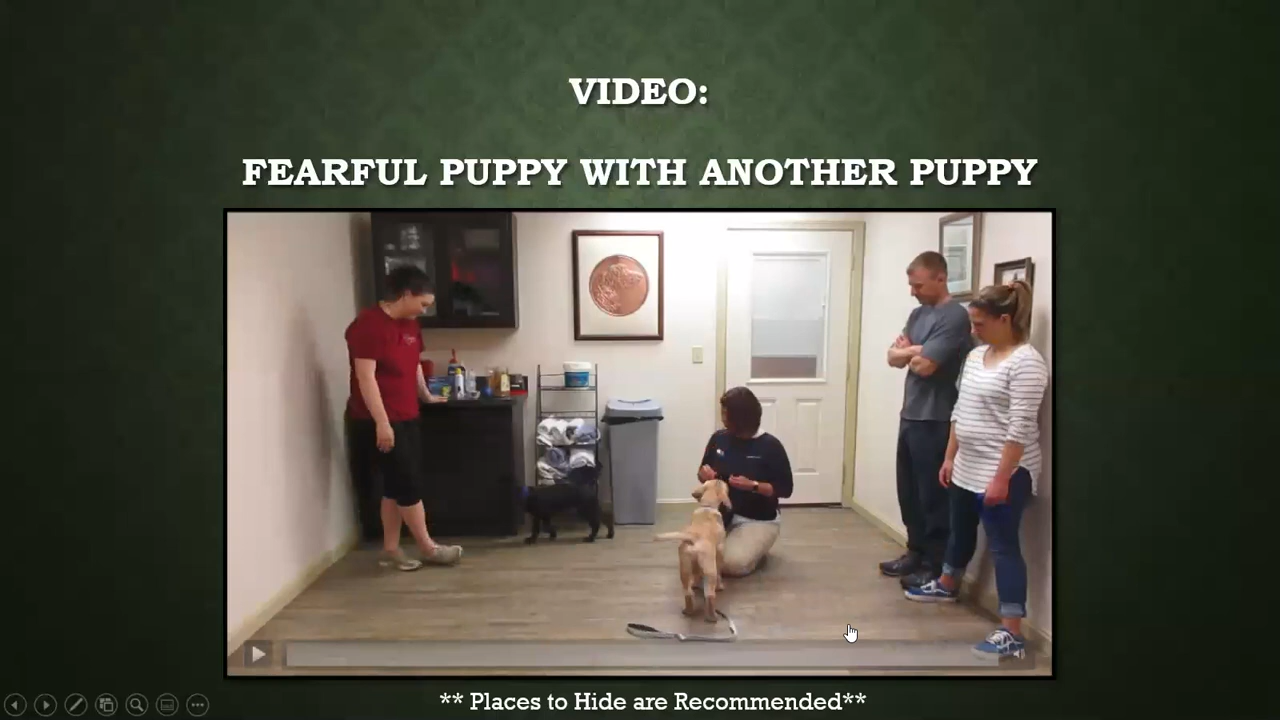 VIDEO:
FEARFUL PUPPY WITH ANOTHER PUPPY
** Places to Hide are Recommended**